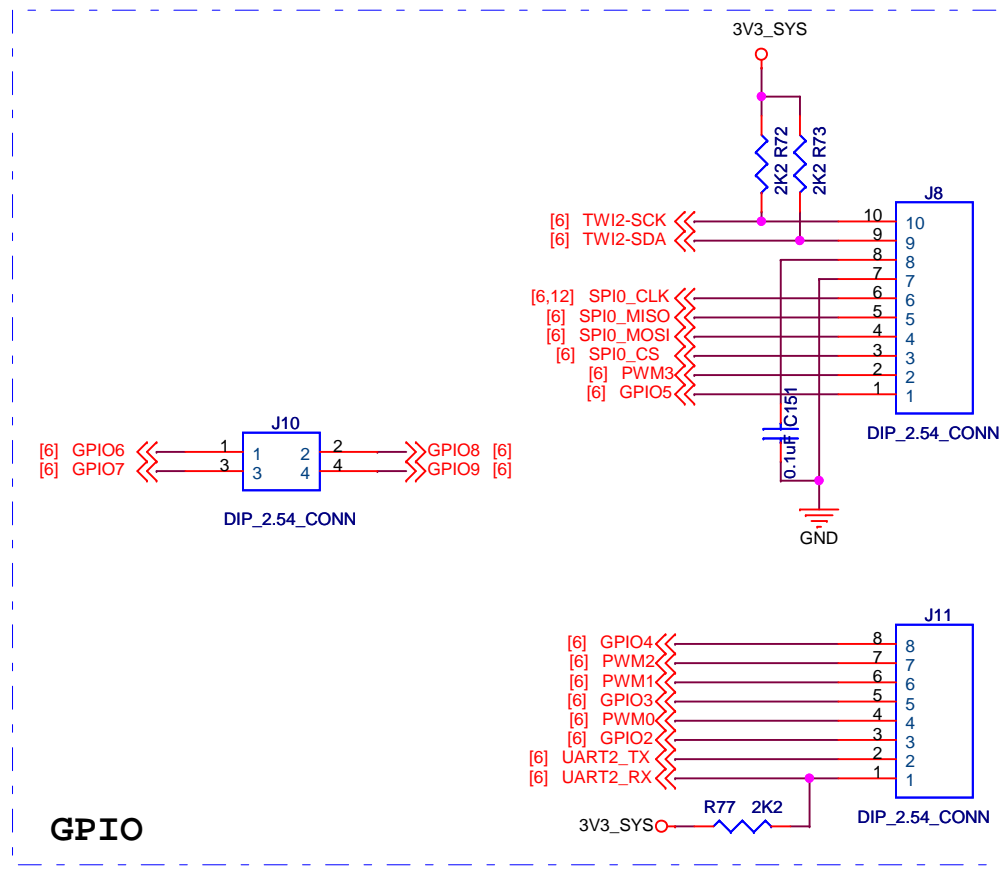 3V3_SYS
2K2 R72
2K2 R73
J8
[6] TWI2-SCK 10 10
[6] TWI2-SDA 9 9
8 8
7 7
[6,12] SPI0_CLK 6 6
[6] SPI0_MISO 5 5
[6] SPI0_MOSI 4 4
[6] SPI0_CS 3 3
[6] PWM3 2 2
[6] GPIO5 1 1
0.1uF C151
DIP_2.54_CONN
GND
J10
[6] GPIO6 1 1 2 2 GPIO8 [6]
[6] GPIO7 3 3 4 4 GPIO9 [6]
DIP_2.54_CONN
J11
[6] GPIO4 8 8
[6] PWM2 7 7
[6] PWM1 6 6
[6] GPIO3 5 5
[6] PWM0 4 4
[6] GPIO2 3 3
[6] UART2_TX 2 2
[6] UART2_RX 1 1
R77 2K2
3V3_SYS
DIP_2.54_CONN
GPIO